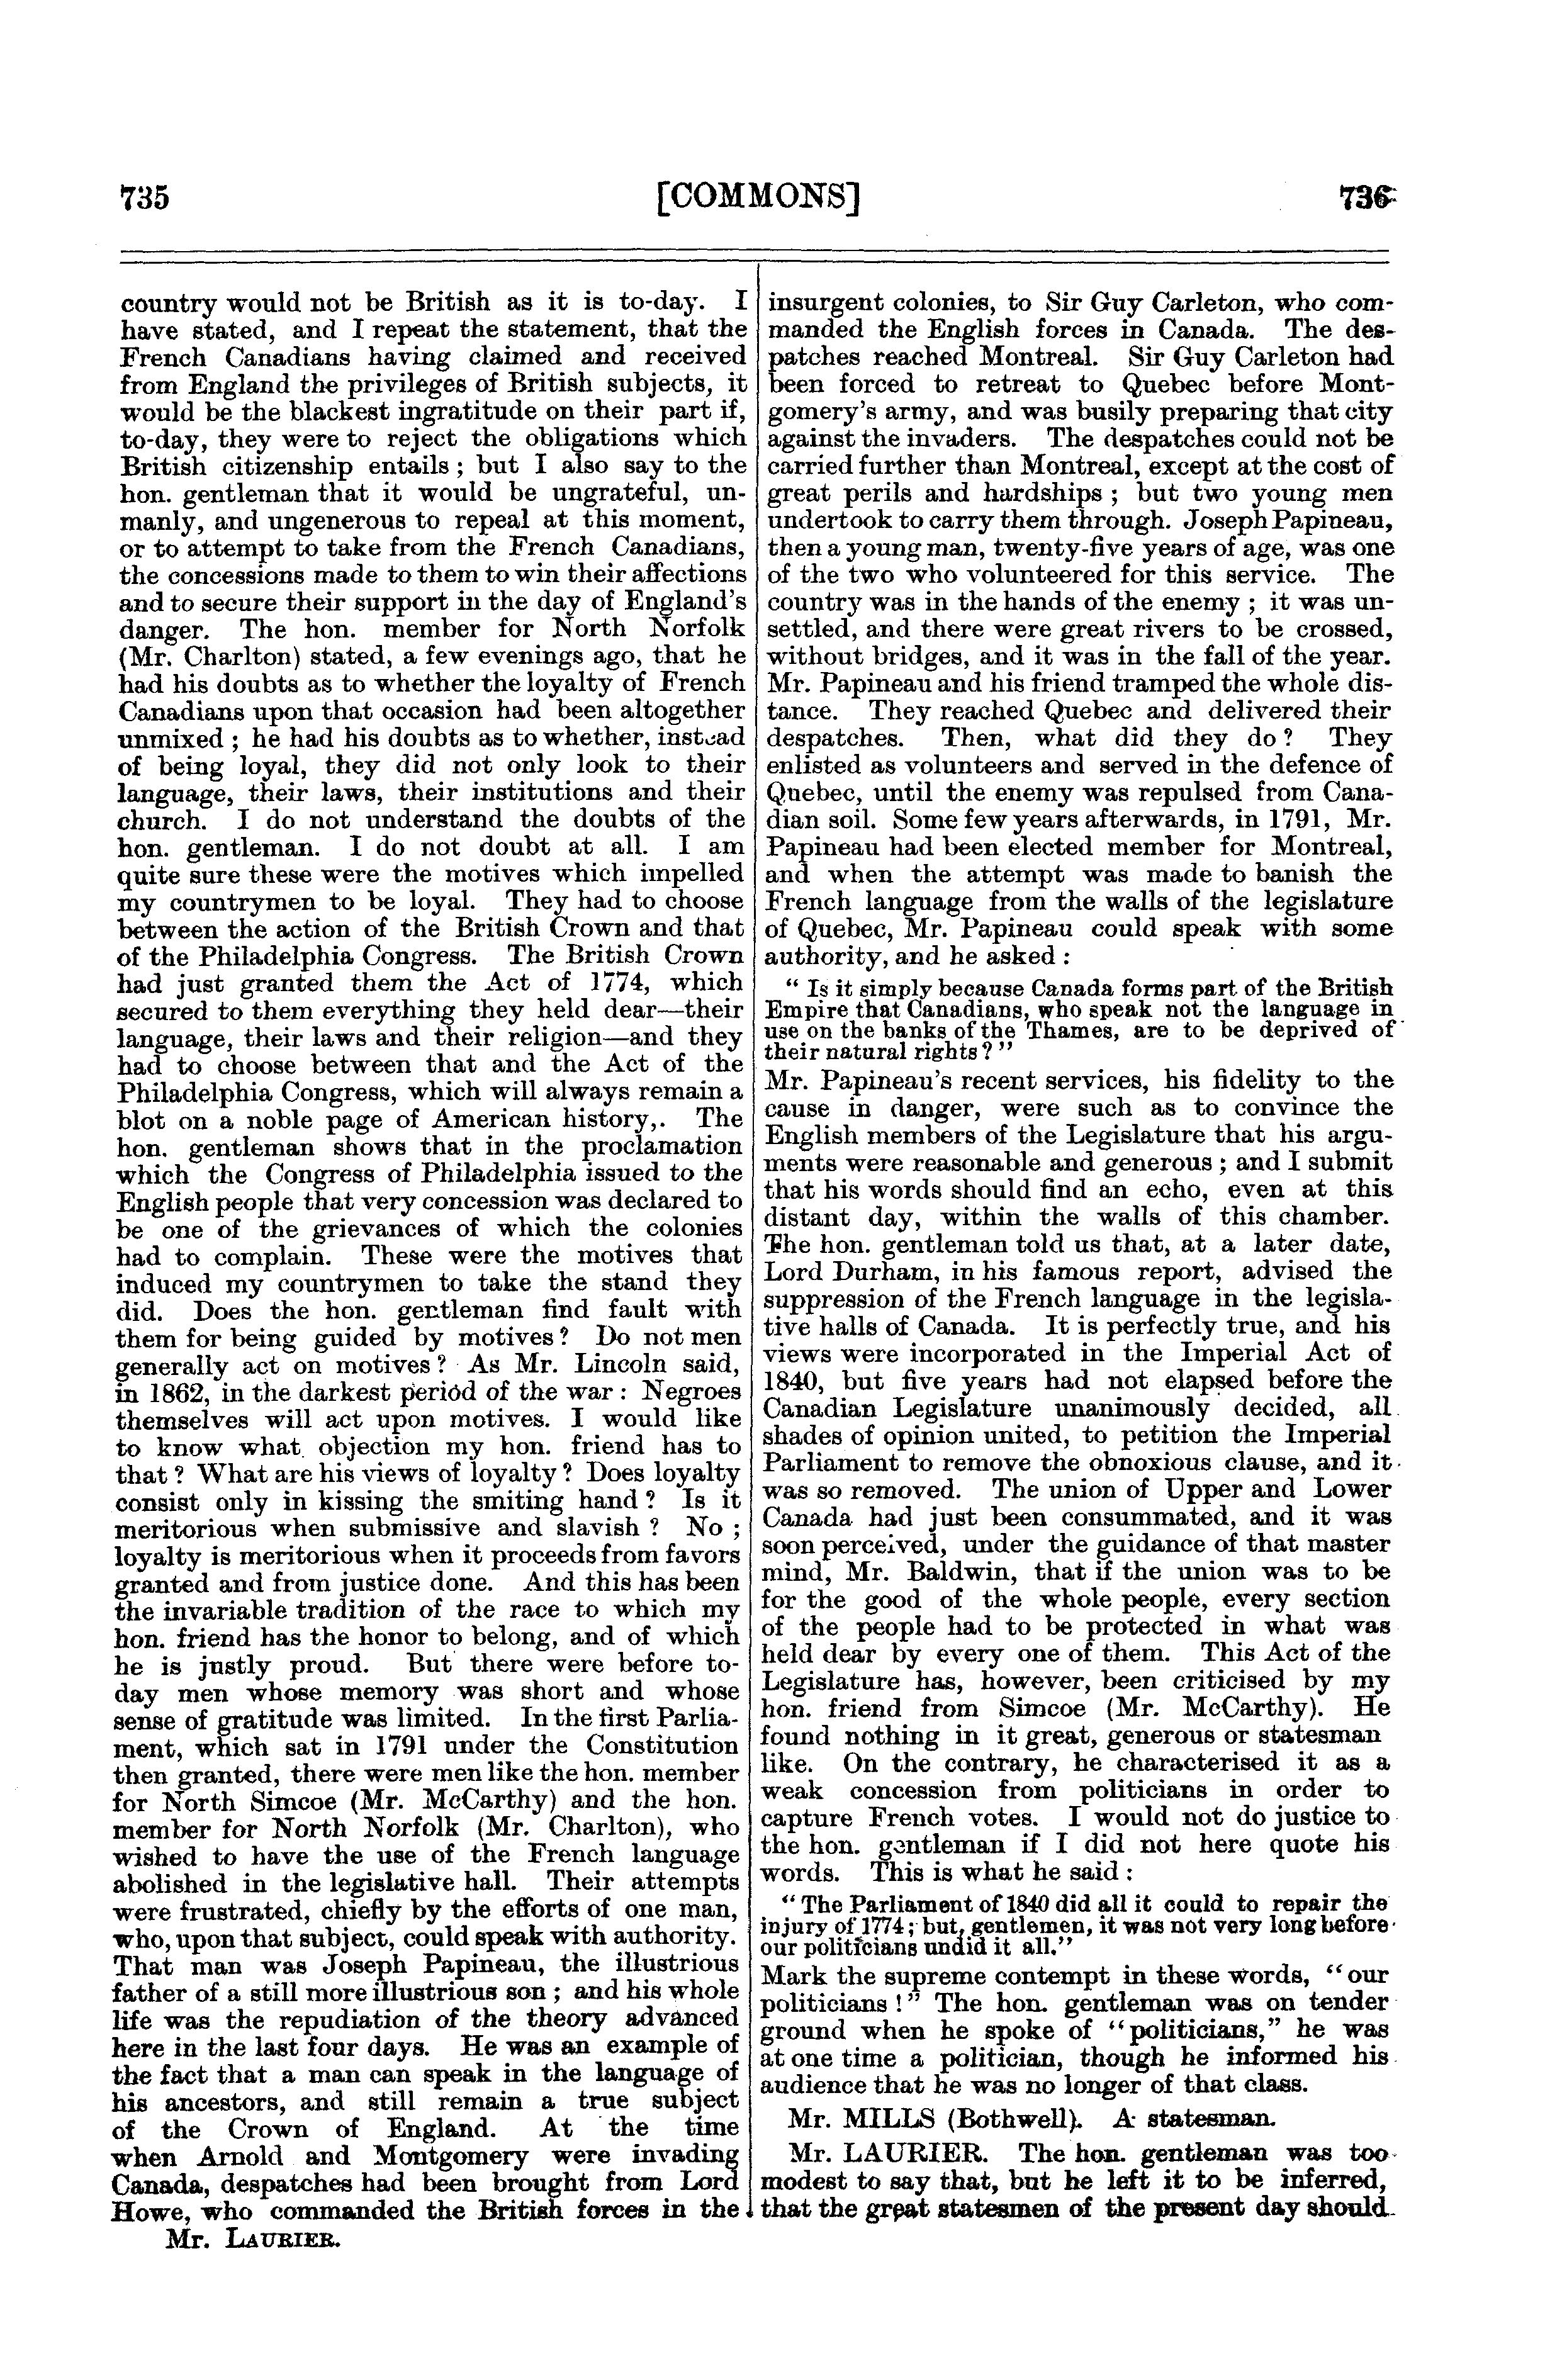 735
[COMMONS]
736
country would not be British as it is to-day. I
have stated, and I repeat the statement, that the
French Canadians having claimed and received
from England the privileges of British subjects, it
would be the blackest ingratitude on their part if,
to-day, they were to reject the obligations which
British citizenship entails ; but I also say to the
hon. gentleman that it would be ungrateful, un-
manly, and ungenerous to repeal at this moment,
or to attempt to take from the French Canadians,
the concessions made to them to win their affections
and to secure their support in the day of England's
danger. The hon. member for North Norfolk
(Mr. Charlton) stated, a few evenings ago, that he
had his doubts as to whether the loyalty of French
Canadians upon that occasion had been altogether
unmixed ; he had his doubts as to whether, instead
of being loyal, they did not only look to their
language, their laws, their institutions and their
church. I do not understand the doubts of the
hon. gentleman. I do not doubt at all. I am
quite sure these were the motives which impelled
my countrymen to be loyal. They had to choose
between the action of the British Crown and that
of the Philadelphia Congress. The British Crown
had just granted them the Act of 1774, which
secured to them everything they held dear—their
language, their laws and their religion—and they
had to choose between that and the Act of the
Philadelphia Congress, which will always remain a
blot on a noble page of American history,. The
hon. gentleman shows that in the proclamation
which the Congress of Philadelphia issued to the
English people that very concession was declared to
be one of the grievances of which the colonies
had to complain. These were the motives that
induced my countrymen to take the stand they
did. Does the hon. gentleman find fault with
them for being guided by motives? Do not men
generally act on motives? As Mr. Lincoln said,
in 1862, in the darkest period of the war : Negroes
themselves will act upon motives. I would like
to know what objection my hon. friend has to
that ? What are his views of loyalty? Does loyalty
consist only in kissing the smiting hand? Is it
meritorious when submissive and slavish ? No ;
loyalty is meritorious when it proceeds from favors
granted and from justice done. And this has been
the invariable tradition of the race to which my
hon. friend has the honor to belong, and of which
he is justly proud. But there were before to-
day men whose memory was short and whose
sense of gratitude was limited. In the first Parlia-
ment, which sat in 1791 under the Constitution
then granted, there were men like the hon. member
for North Simcoe (Mr. McCarthy) and the hon.
member for North Norfolk (Mr. Charlton), who
wished to have the use of the French language
abolished in the legislative hall. Their attempts
were frustrated, chiefly by the efforts of one man,
who, upon that subject, could speak with authority.
That man was Joseph Papineau, the illustrious
father of a still more illustrious son ; and his whole
life was the repudiation of the theory advanced
here in the last four days. He was an example of
the fact that a man can speak in the language of
his ancestors, and still remain a true subject
of the Crown of England. At the time
when Arnold and Montgomery were invading
Canada, despatches had been brought from Lord
Howe, who commanded the British forces in the
Mr. LAURIER.
insurgent colonies, to Sir Guy Carleton, who com-
manded the English forces in Canada. The des-
patches reached Montreal. Sir Guy Carleton had
been forced to retreat to Quebec before Mont-
gomery's army, and was busily preparing that city
against the invaders. The despatches could not be
carried further than Montreal, except at the cost of
great perils and hardships ; but two young men
undertook to carry them through. Joseph Papineau,
then a young man, twenty-five years of age, was one
of the two who volunteered for this service. The
country was in the hands of the enemy ; it was un-
settled, and there were great rivers to be crossed,
without bridges, and it was in the fall of the year.
Mr. Papineau and his friend tramped the whole dis-
tance. They reached Quebec and delivered their
despatches. Then, what did they do? They
enlisted as volunteers and served in the defence of
Quebec, until the enemy was repulsed from Cana-
dian soil. Some few years afterwards, in 1791, Mr.
Papineau had been elected member for Montreal,
and when the attempt was made to banish the
French language from the walls of the legislature
of Quebec, Mr. Papineau could speak with some
authority, and he asked :
" Is it simply because Canada forms part of the British
Empire that Canadians, who speak not the language in
use on the banks of the Thames, are to be deprived of
their natural rights ? "
Mr. Papineau's recent services, his fidelity to the
cause in danger, were such as to convince the
English members of the Legislature that his argu-
ments were reasonable and generous ; and I submit
that his words should find an echo, even at this
distant day, within the walls of this chamber.
The hon. gentleman told us that, at a later date,
Lord Durham, in his famous report, advised the
suppression of the French language in the legisla-
tive halls of Canada. It is perfectly true, and his
views were incorporated in the Imperial Act of
1840, but five years had not elapsed before the
Canadian Legislature unanimously decided, all
shades of opinion united, to petition the Imperial
Parliament to remove the obnoxious clause, and it
was so removed. The union of Upper and Lower
Canada had just been consummated, and it was
soon perceived, under the guidance of that master
mind, Mr. Baldwin, that if the union was to be
for the good of the whole people, every section
of the people had to be protected in what was
held dear by every one of them. This Act of the
Legislature has, however, been criticised by my
hon. friend from Simcoe (Mr. McCarthy). He
found nothing in it great, generous or statesman
like. On the contrary, he characterised it as a
weak concession from politicians in order to
capture French votes. I would not do justice to
the hon. gentleman if I did not here quote his
words. This is what he said :
" The Parliament of 1840 did all it could to repair the
injury of 1774; but, gentlemen, it was not very long before
our politicians undid it all."
Mark the supreme contempt in these words, "our
politicians !" The hon. gentleman was on tender
ground when he spoke of "politicians," he was
at one time a politician, though he informed his
audience that he was no longer of that class.
Mr. MILLS (Bothwell). A statesman.
Mr. LAURIER. The hon. gentleman was too
modest to say that, but he left it to be inferred,
that the great statesmen of the present day should